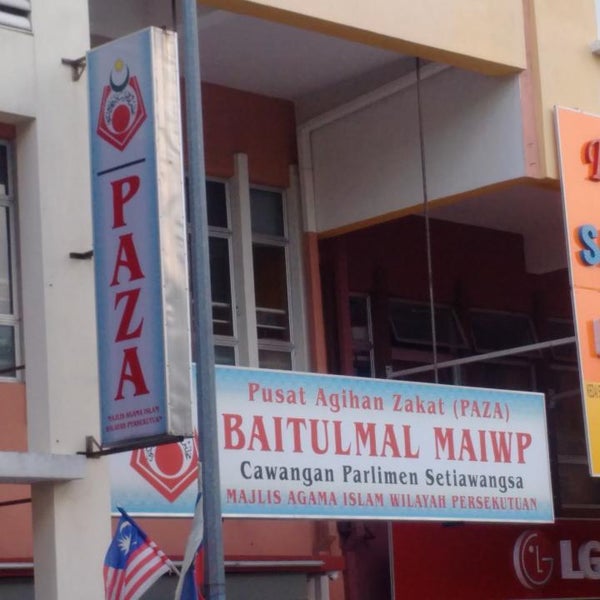 PAZA
MAJLIS AGAMA ISLAM
WILAYAH PERSEKUTUAN
Pusat Agihan Zakat (PAZA)
BAITULMAL MAIWP
Cawangan Parlimen Setiawangsa
MAJLIS AGAMA ISLAM WILAYAH PERSEKUTUAN
LG